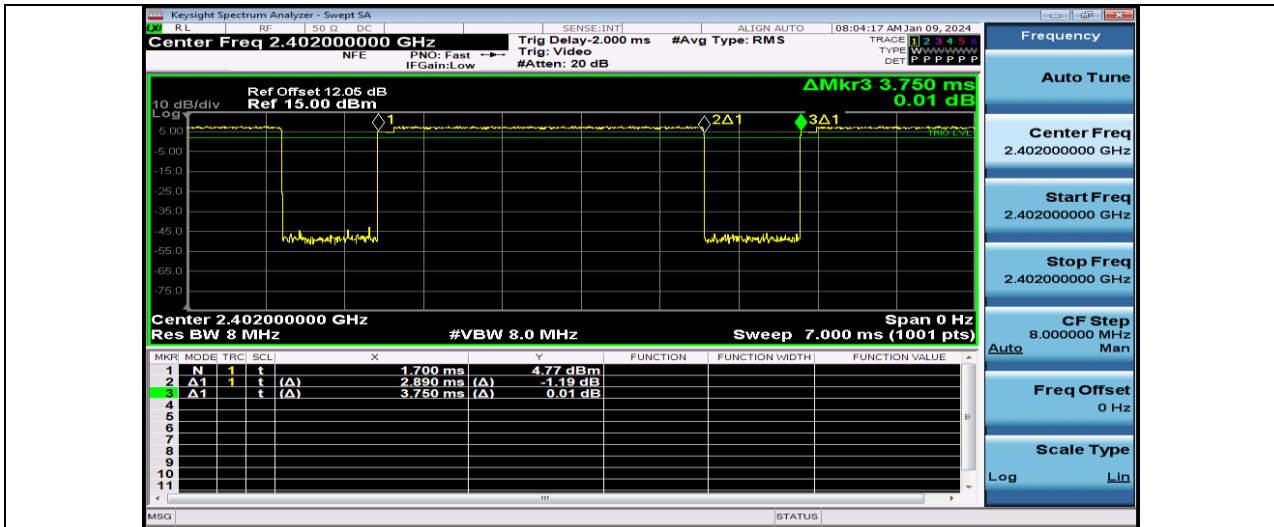 Keysight Spectrum Analyzer - Swept SA
LXI RL RF 50 Ω DC SENSE:INT ALIGN AUTO 08:04:17 AM Jan 09, 2024
Center Freq 2.402000000 GHz
NFE PNO: Fast IFGain:Low
Trig Delay-2.000 ms #Avg Type: RMS
Trig: Video
#Atten: 20 dB
TRACE 1 2 3 4 5 6
TYPE WWWWWW
DET P P P P P P
ΔMkr3 3.750 ms
0.01 dB
Ref Offset 12.05 dB
10 dB/div Ref 15.00 dBm
Log
1 2Δ1 3Δ1
TRIG LVL
5.00
-5.00
-15.0
-25.0
-35.0
-45.0
-55.0
-65.0
-75.0
Center 2.402000000 GHz Span 0 Hz
Res BW 8 MHz #VBW 8.0 MHz Sweep 7.000 ms (1001 pts)
MKR MODE TRC SCL X Y FUNCTION FUNCTION WIDTH FUNCTION VALUE
1 N 1 t 1.700 ms 4.77 dBm
2 Δ1 1 t (Δ) 2.890 ms (Δ) -1.19 dB
3 Δ1 t (Δ) 3.750 ms (Δ) 0.01 dB
4
5
6
7
8
9
10
11
MSG STATUS
Frequency
Auto Tune
Center Freq
2.402000000 GHz
Start Freq
2.402000000 GHz
Stop Freq
2.402000000 GHz
CF Step
8.000000 MHz
Auto Man
Freq Offset
0 Hz
Scale Type
Log Lin